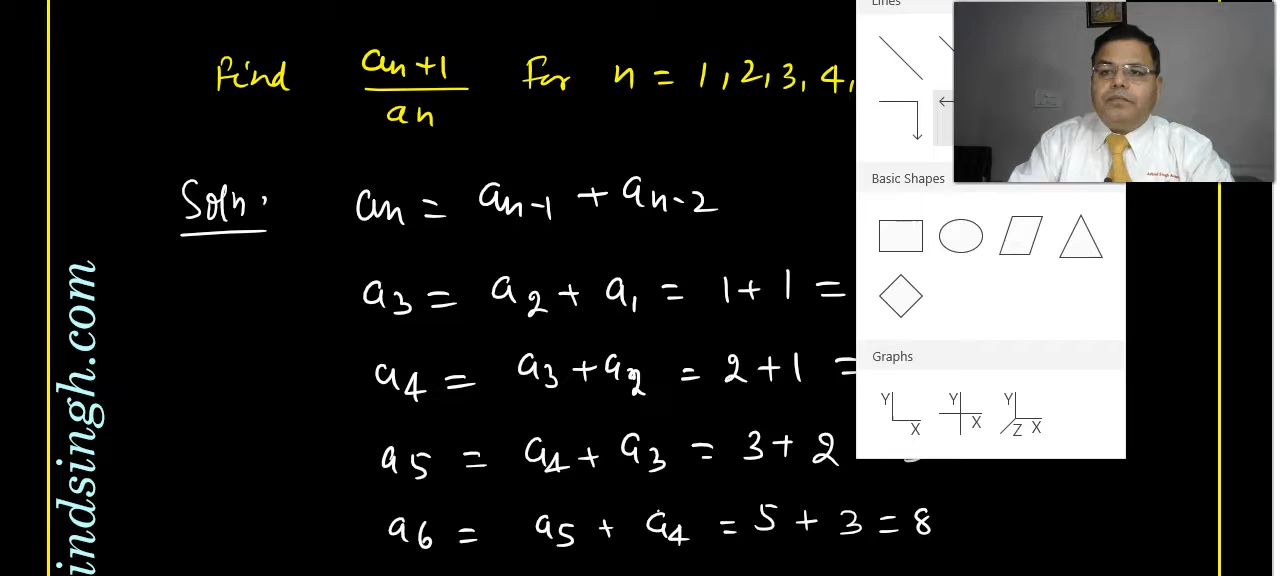 Lines
Find an+1/an for n = 1, 2, 3, 4,
Soln. an = an-1 + an-2
Basic Shapes
a3 = a2 + a1 = 1 + 1 =
Graphs
a4 = a3 + a2 = 2 + 1 =
Y X Y X Y Z X
a5 = a4 + a3 = 3 + 2
a6 = a5 + a4 = 5 + 3 = 8
indsingh.com